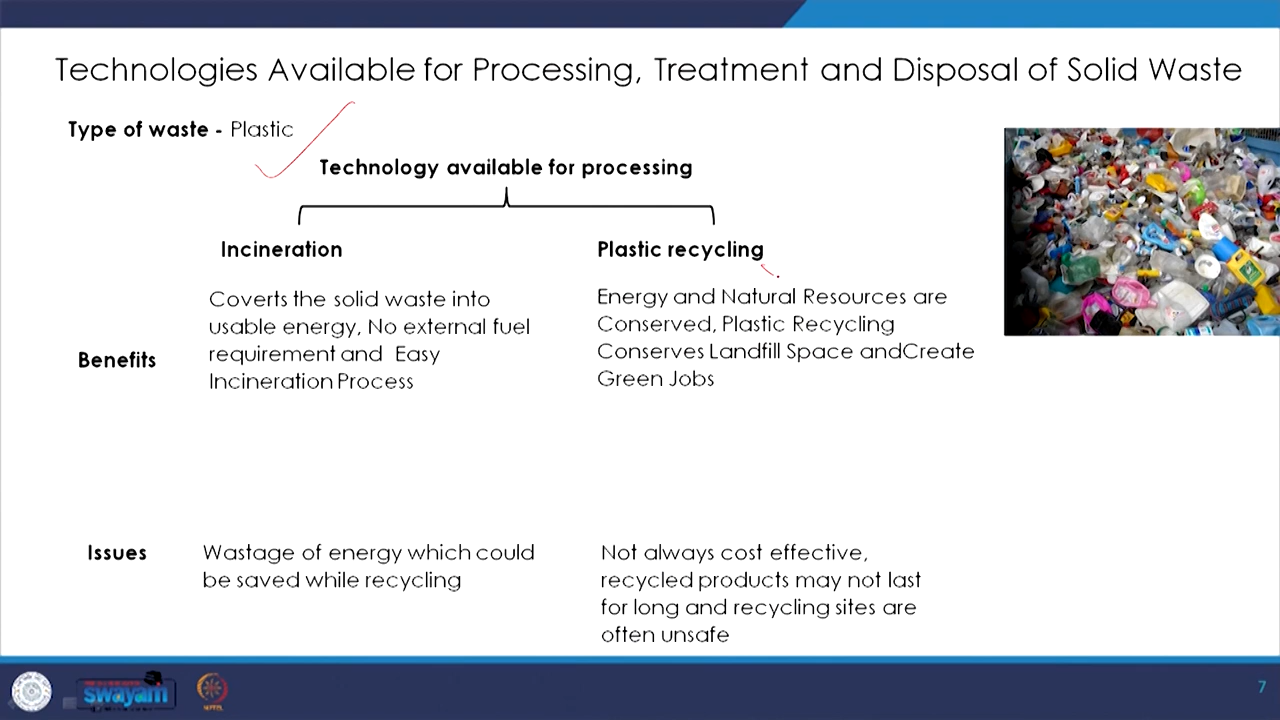 Technologies Available for Processing, Treatment and Disposal of Solid Waste
Type of waste - Plastic
Technology available for processing
Incineration
Plastic recycling
Benefits
Coverts the solid waste into
usable energy, No external fuel
requirement and Easy
Incineration Process
Energy and Natural Resources are
Conserved, Plastic Recycling
Conserves Landfill Space andCreate
Green Jobs
Issues
Wastage of energy which could
be saved while recycling
Not always cost effective,
recycled products may not last
for long and recycling sites are
often unsafe
swayam
7